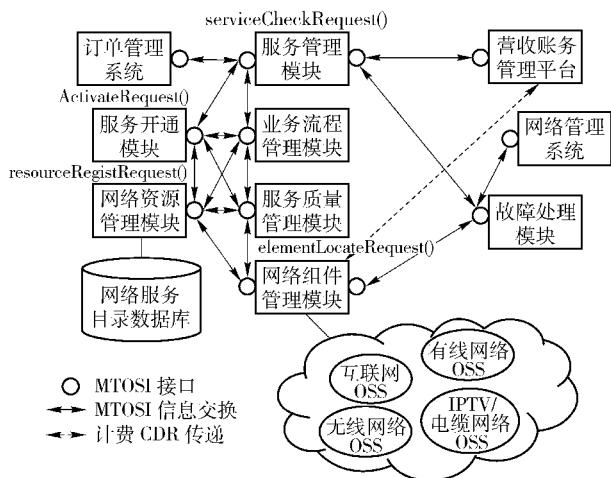 serviceCheckRequest()
订单管理
系统
服务管理
模块
营收账务
管理平台
ActivateRequest()
服务开通
模块
业务流程
管理模块
网络管理
系统
resourceRegistRequest()
网络资源
管理模块
服务质量
管理模块
故障处理
模块
elementLocateRequest()
网络组件
管理模块
网络服务
目录数据库
互联网
OSS
有线网络
OSS
无线网络
OSS
IPTV/
电缆网络
OSS
MTOSI 接口
MTOSI 信息交换
计费 CDR 传递